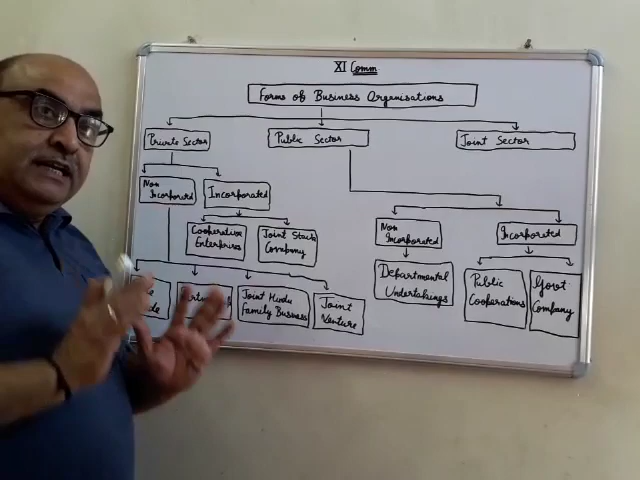 XI Comm
Forms of Business Organisations
Private Sector
Public Sector
Joint Sector
Non
Incorporated
Incorporated
Cooperative
Enterprises
Joint Stock
Company
Joint Hindu
Family Business
Joint
Venture
Non
Incorporated
Incorporated
Departmental
Undertakings
Public
Cooperations
Govt
Company